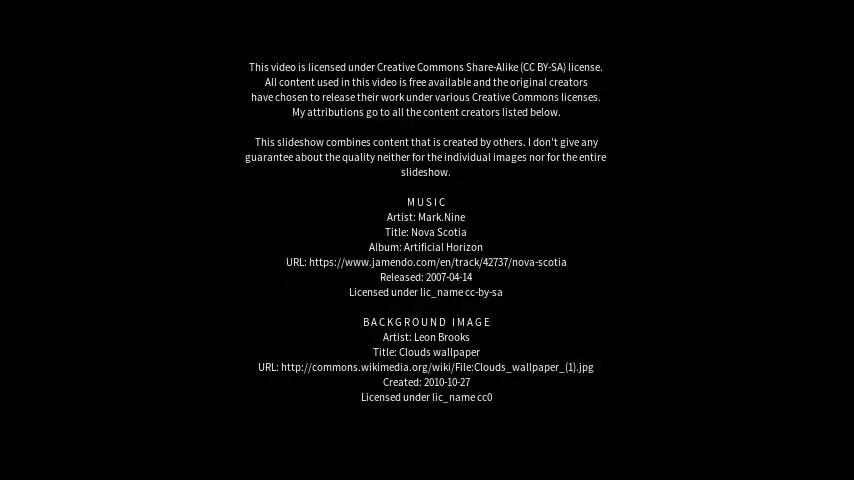 This video is licensed under Creative Commons Share-Alike (CC BY-SA) license.
All content used in this video is free available and the original creators
have chosen to release their work under various Creative Commons licenses.
My attributions go to all the content creators listed below.
This slideshow combines content that is created by others. I don't give any
guarantee about the quality neither for the individual images nor for the entire
slideshow.
MUSIC
Artist: Mark.Nine
Title: Nova Scotia
Album: Artificial Horizon
URL: https://www.jamendo.com/en/track/42737/nova-scotia
Released: 2007-04-14
Licensed under lic_name cc-by-sa
BACKGROUND IMAGE
Artist: Leon Brooks
Title: Clouds wallpaper
URL: http://commons.wikimedia.org/wiki/File:Clouds_wallpaper_(1).jpg
Created: 2010-10-27
Licensed under lic_name cc0